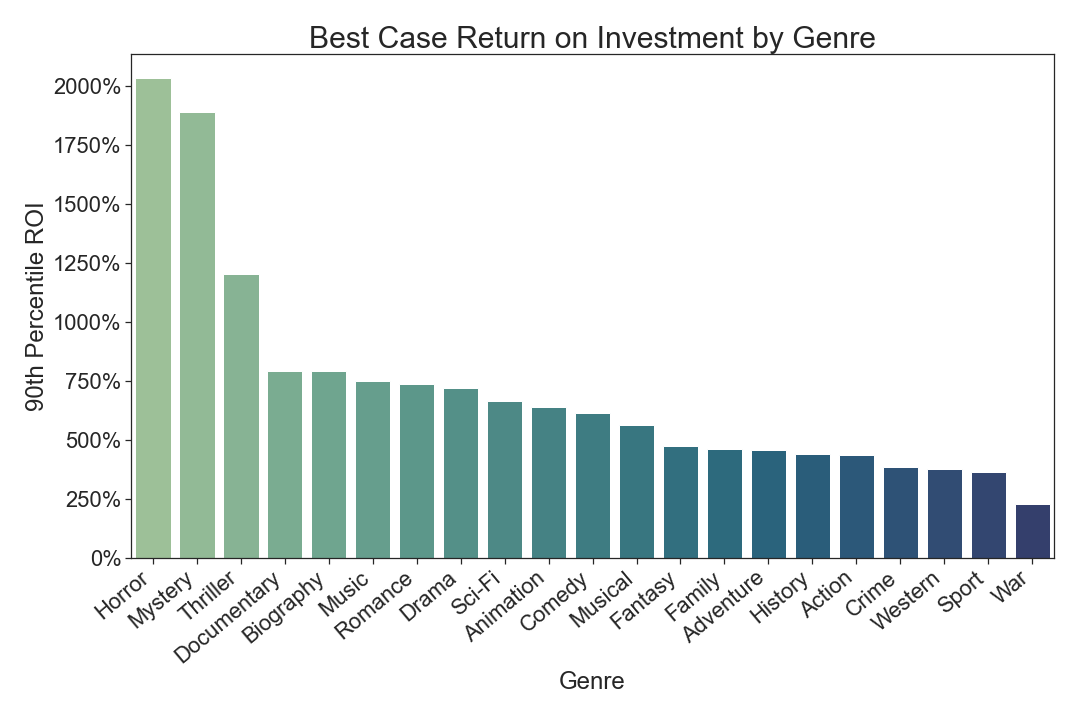 Best Case Return on Investment by Genre
90th Percentile ROI
2000%
1750%
1500%
1250%
1000%
750%
500%
250%
0%
Horror
Mystery
Thriller
Documentary
Biography
Music
Romance
Drama
Sci-Fi
Animation
Comedy
Musical
Fantasy
Family
Adventure
History
Action
Crime
Western
Sport
War
Genre